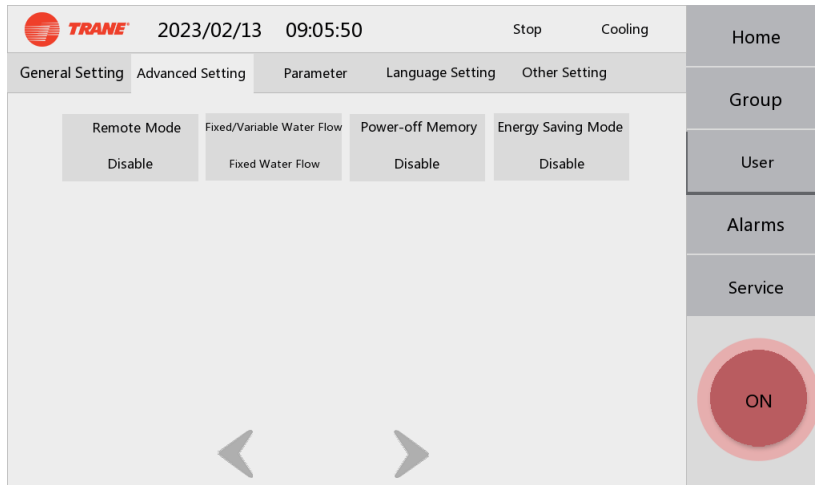 TRANE 2023/02/13 09:05:50 Stop Cooling
General Setting Advanced Setting Parameter Language Setting Other Setting
Remote Mode Fixed/Variable Water Flow Power-off Memory Energy Saving Mode
Disable Fixed Water Flow Disable Disable
Home
Group
User
Alarms
Service
ON